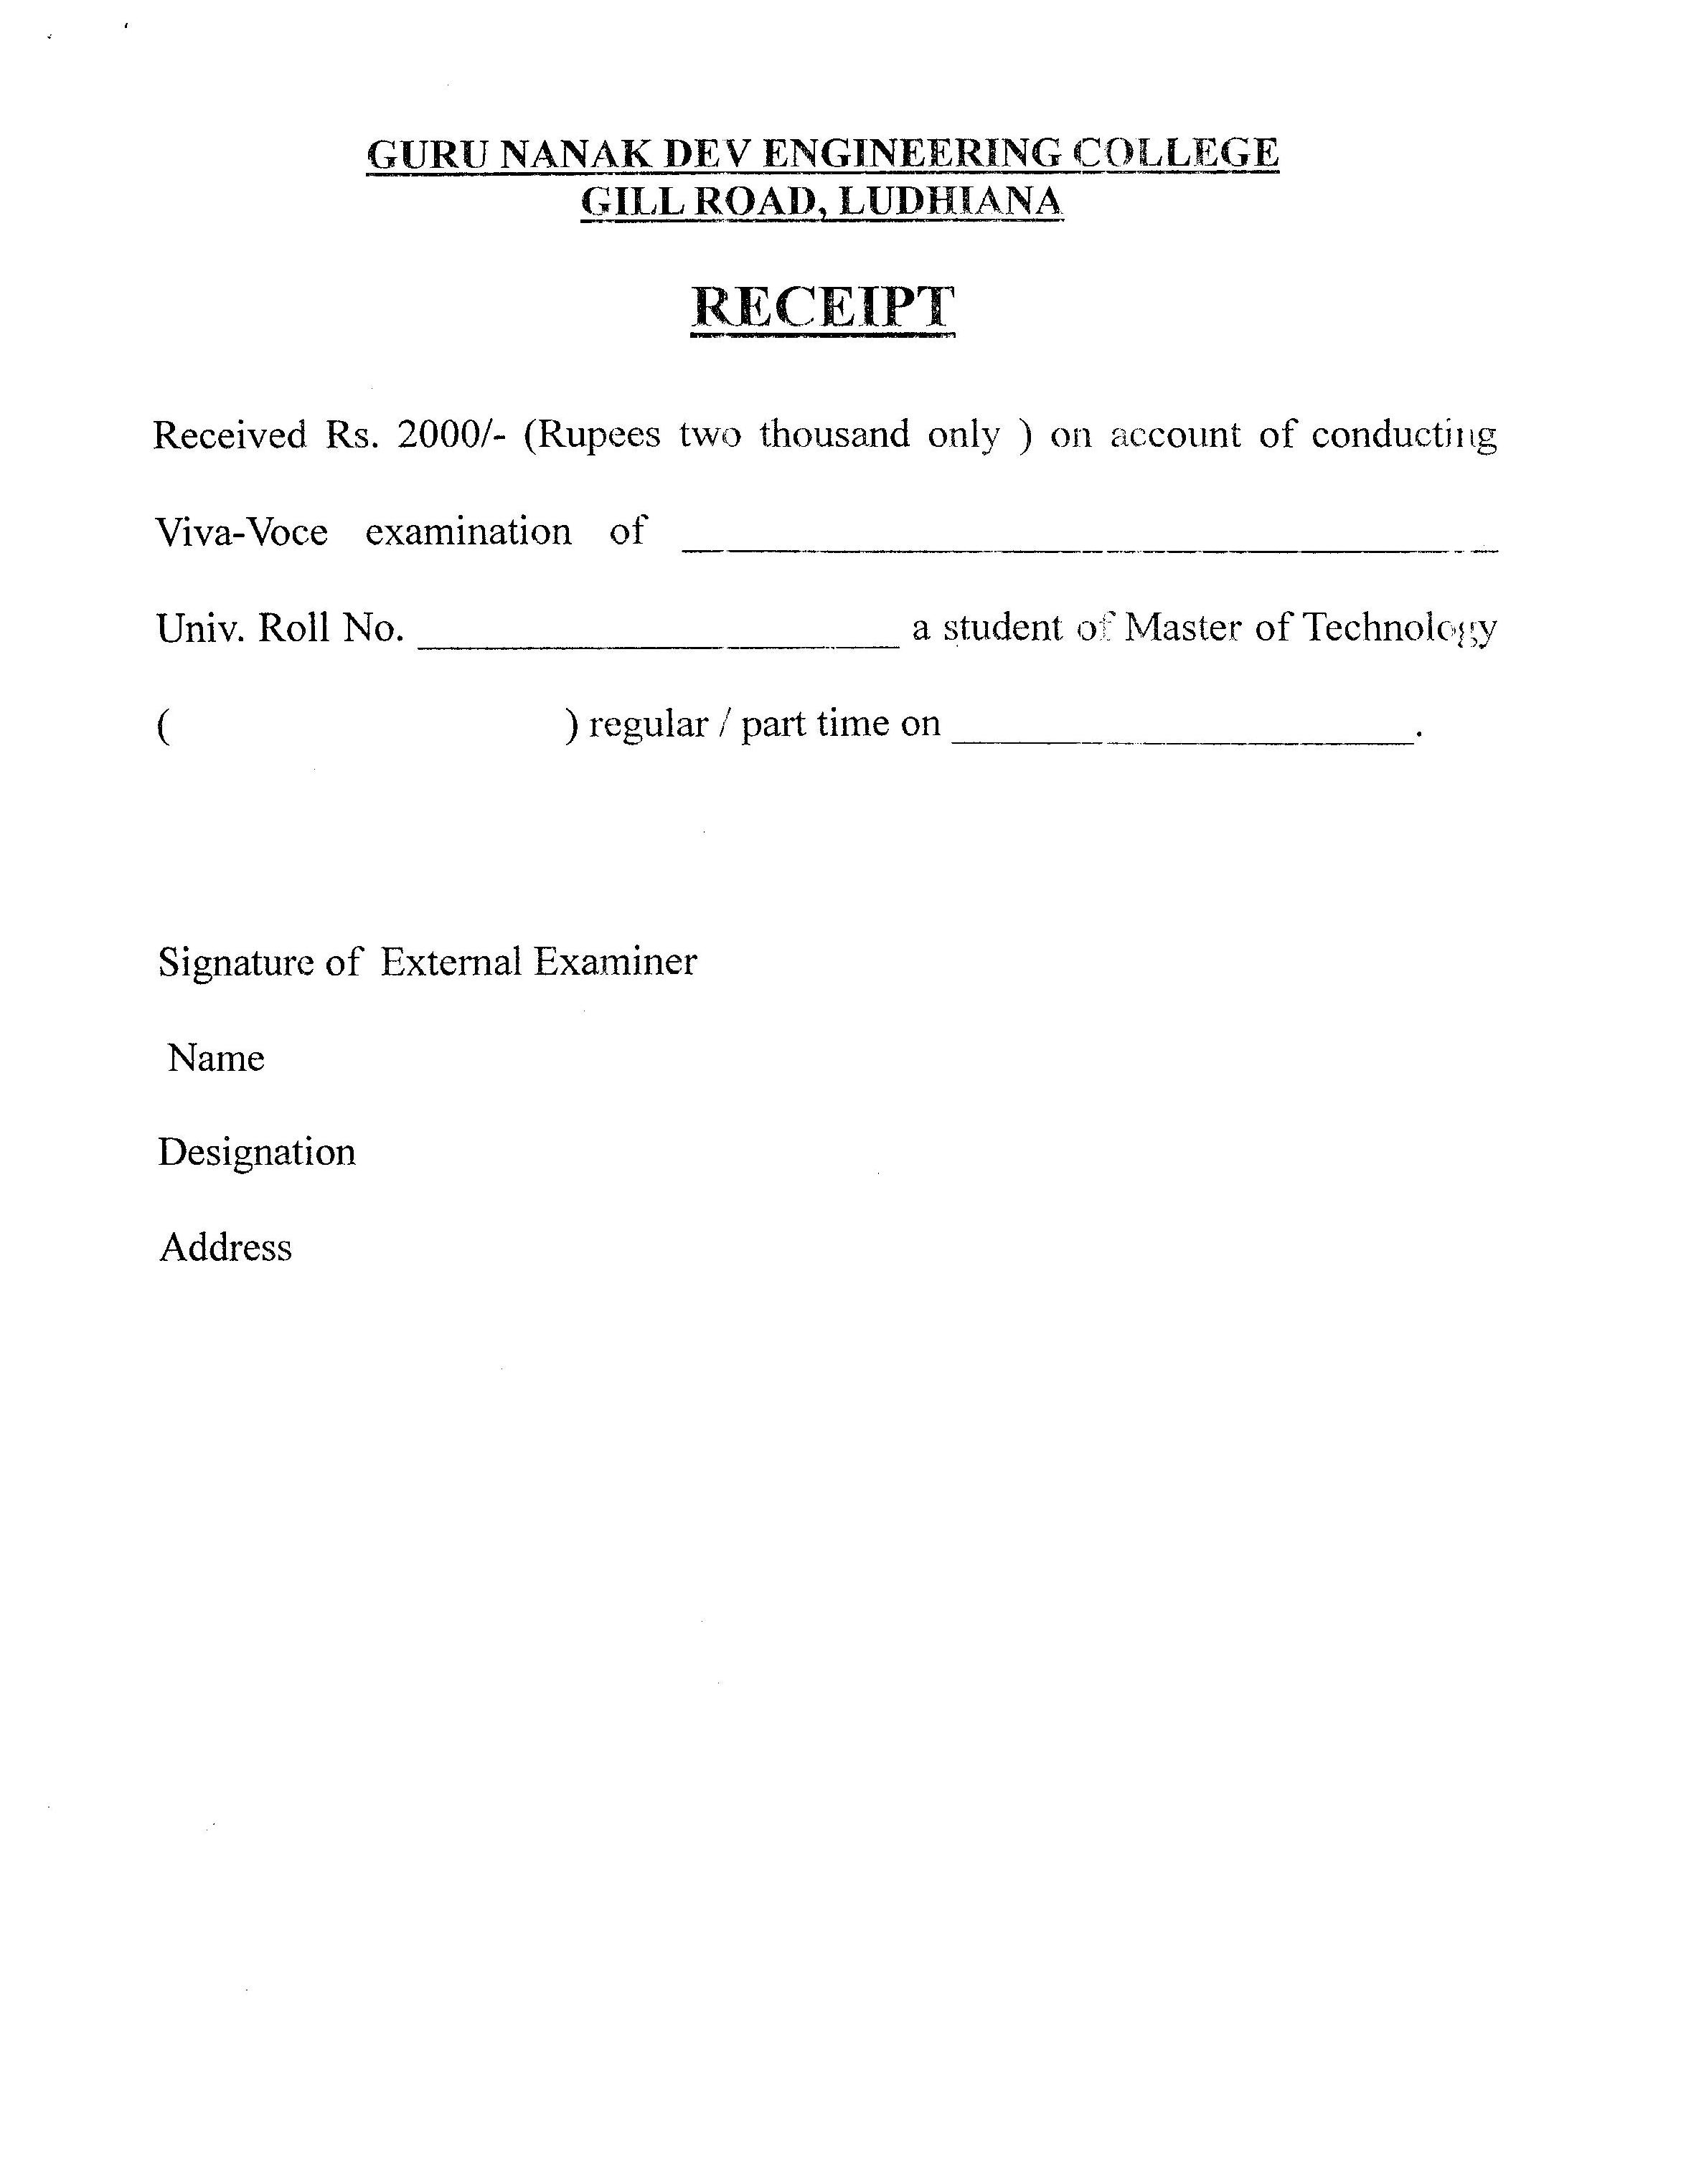 GURU NANAK DEV ENGINEERING COLLEGE
GILL ROAD, LUDHIANA
RECEIPT
Received Rs. 2000/- (Rupees two thousand only ) on account of conducting
Viva-Voce examination of ____________________
Univ. Roll No. ____________________ a student of Master of Technology
( ) regular / part time on ____________________.
Signature of External Examiner
Name
Designation
Address